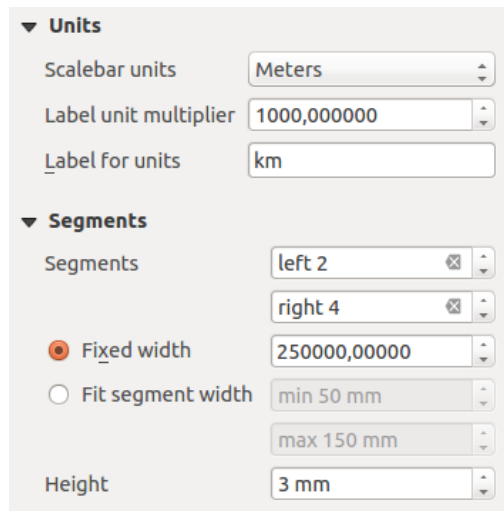 Units
Scalebar units Meters
Label unit multiplier 1000,000000
Label for units km
Segments
Segments left 2
right 4
Fixed width 250000,00000
Fit segment width min 50 mm
max 150 mm
Height 3 mm